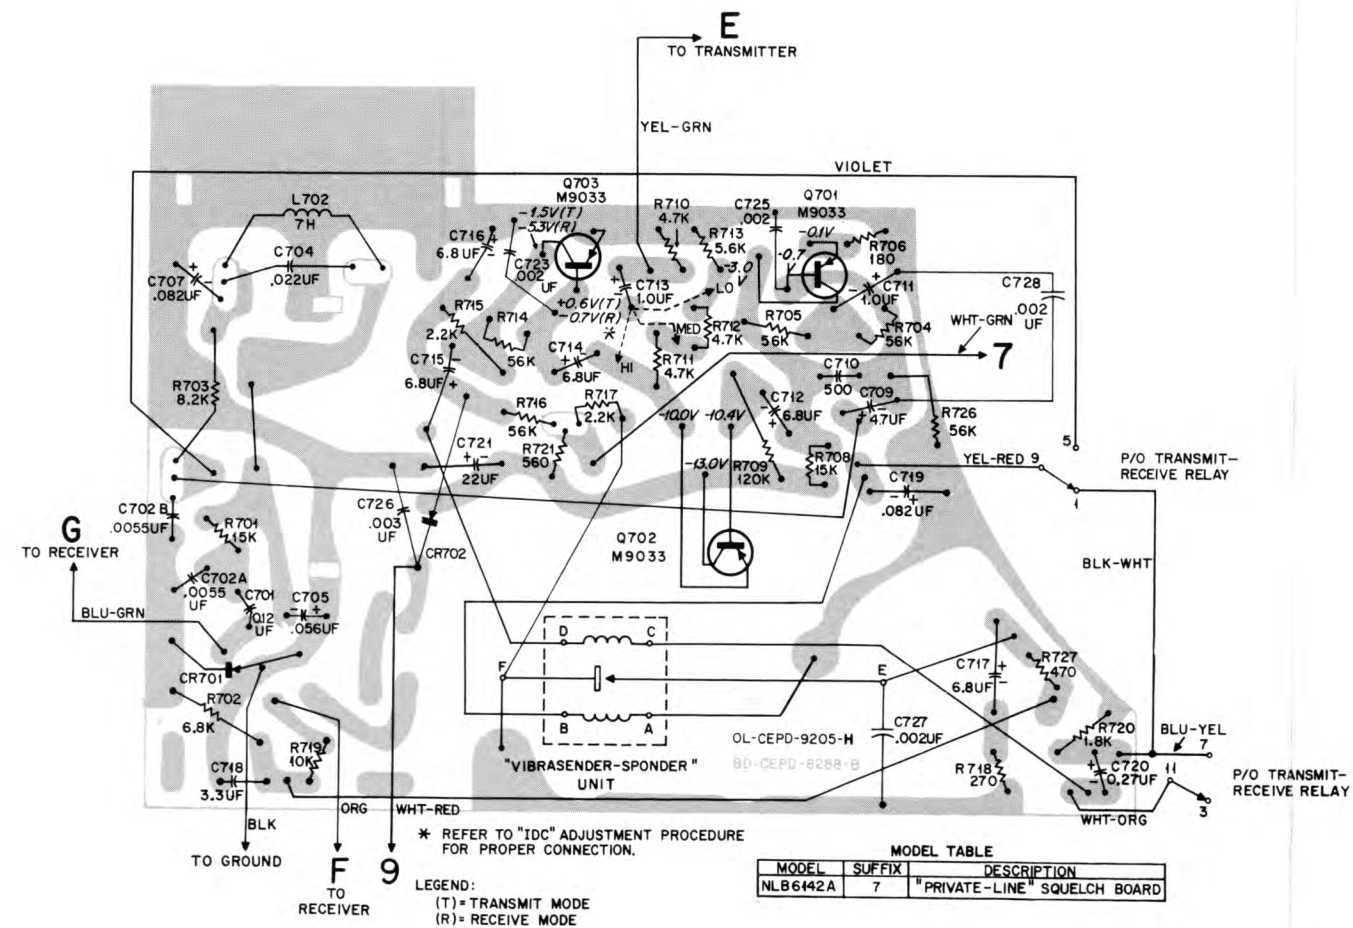 E
TO TRANSMITTER
YEL-GRN
VIOLET
L702
7H
C704
.022UF
C707
.082UF
Q703
M9033
-1.5V(T)
-.53V(R)
C716
6.8UF
C723
.002
UF
R710
4.7K
R713
5.6K
C725
.002
Q701
M9033
-0.1V
-0.7
V
R706
180
-3.0
V
C713
1.0UF
LO
C711
1.0UF
C728
.002
UF
+0.6V(T)
-0.7V(R)
*
R715
2.2K
R714
56K
MED
R712
4.7K
R705
56K
R704
56K
WHT-GRN
7
C715
6.8UF
C714
6.8UF
HI
R711
4.7K
C710
500
R703
8.2K
R717
2.2K
R716
56K
-10.0V
-10.4V
C712
6.8UF
C709
4.7UF
R726
56K
C721
22UF
R721
560
-13.0V
R709
120K
R708
15K
C719
.082UF
YEL-RED 9
5
1
P/O TRANSMIT-
RECEIVE RELAY
C702B
.0055UF
R701
15K
C726
.003
UF
CR702
Q702
M9033
G
TO RECEIVER
BLU-GRN
BLK-WHT
C702A
.0055
UF
C701
0.12
UF
C705
.056UF
D
C
F
E
B
A
CR701
R702
6.8K
C717
6.8UF
R727
470
C727
.002UF
OL-CEPD-9205-H
BD-CEPD-8288-B
"VIBRASENDER-SPONDER"
UNIT
R719
10K
C718
3.3UF
R718
270
R720
1.8K
C720
0.27UF
BLU-YEL
7
11
3
WHT-ORG
P/O TRANSMIT-
RECEIVE RELAY
BLK
ORG
WHT-RED
TO GROUND
F
TO
RECEIVER
9
* REFER TO "IDC" ADJUSTMENT PROCEDURE
FOR PROPER CONNECTION.
LEGEND:
(T)= TRANSMIT MODE
(R)= RECEIVE MODE
MODEL TABLE
MODEL SUFFIX DESCRIPTION
NLB6142A 7 "PRIVATE-LINE" SQUELCH BOARD